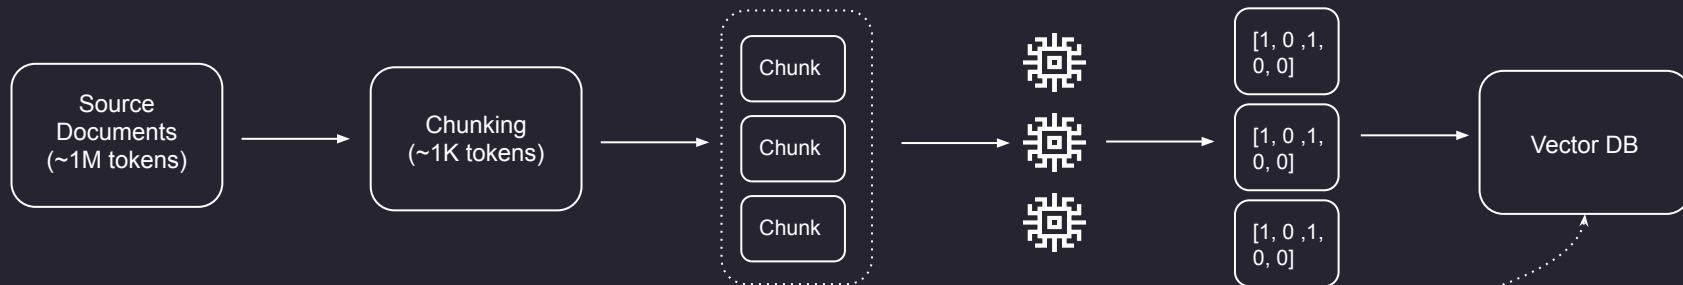 Source
Documents
(~1M tokens)
Chunking
(~1K tokens)
Chunk
Chunk
Chunk
[1, 0 ,1,
0, 0]
[1, 0 ,1,
0, 0]
[1, 0 ,1,
0, 0]
Vector DB